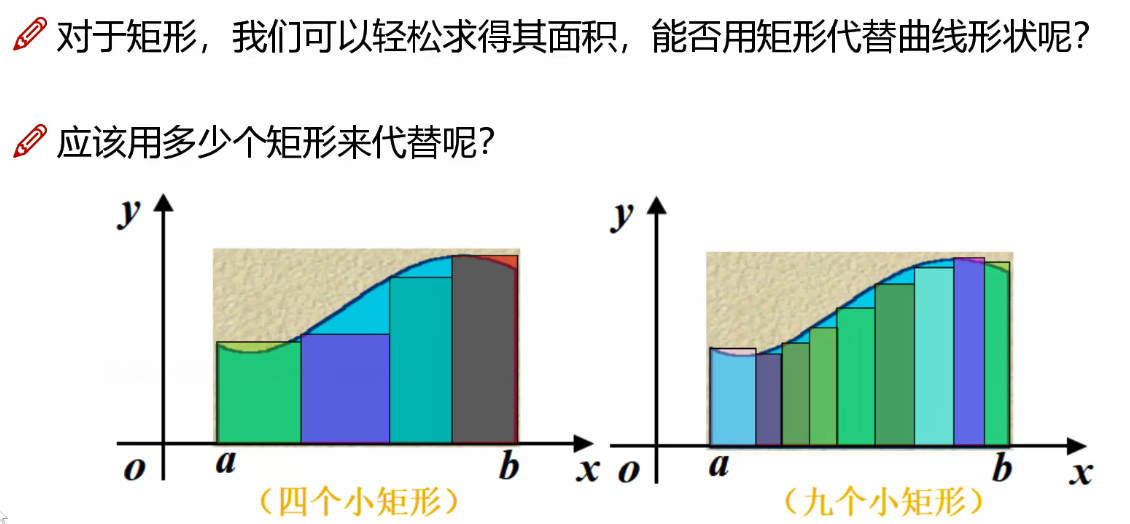 对于矩形，我们可以轻松求得其面积，能否用矩形代替曲线形状呢？
应该用多少个矩形来代替呢？
y
o
a
b
x
（四个小矩形）
y
o
a
b
x
（九个小矩形）